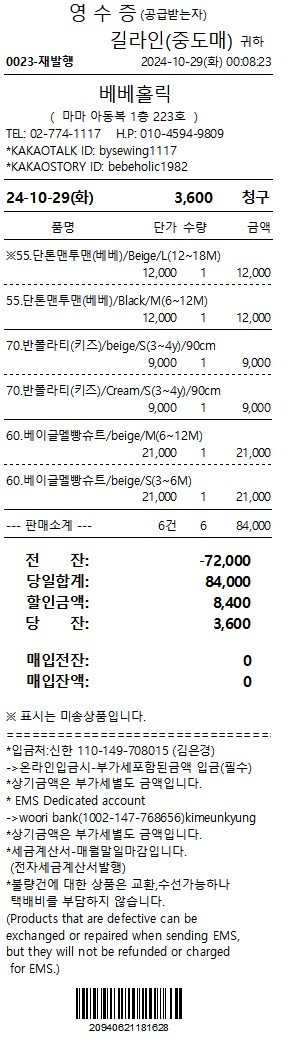 영 수 증 (공급받는자)
길라인(중도매) 귀하
0023-재발행 2024-10-29(화) 00:08:23
베베홀릭
( 마마 아동복 1층 223호 )
TEL: 02-774-1117 H.P: 010-4594-9809
*KAKAOTALK ID: bysewing1117
*KAKAOSTORY ID: bebeholic1982
24-10-29(화) 3,600 청구
품명 단가 수량 금액
※55.단톤맨투맨(베베)/Beige/L(12~18M)
12,000 1 12,000
55.단톤맨투맨(베베)/Black/M(6~12M)
12,000 1 12,000
70.반폴라티(키즈)/beige/S(3~4y)/90cm
9,000 1 9,000
70.반폴라티(키즈)/Cream/S(3~4y)/90cm
9,000 1 9,000
60.베이글멜빵슈트/beige/M(6~12M)
21,000 1 21,000
60.베이글멜빵슈트/beige/S(3~6M)
21,000 1 21,000
--- 판매소계 --- 6건 6 84,000
전 잔: -72,000
당일합계: 84,000
할인금액: 8,400
당 잔: 3,600
매입전잔: 0
매입잔액: 0
※ 표시는 미송상품입니다.
================================
*입금처:신한 110-149-708015 (김은경)
->온라인입금시-부가세포함된금액 입금(필수)
*상기금액은 부가세별도 금액입니다.
* EMS Dedicated account
->woori bank(1002-147-768656)kimeunkyung
*상기금액은 부가세별도 금액입니다.
*세금계산서-매월말일마감입니다.
(전자세금계산서발행)
*불량건에 대한 상품은 교환,수선가능하나
택배비를 부담하지 않습니다.
(Products that are defective can be
exchanged or repaired when sending EMS,
but they will not be refunded or charged
for EMS.)
20940621181628